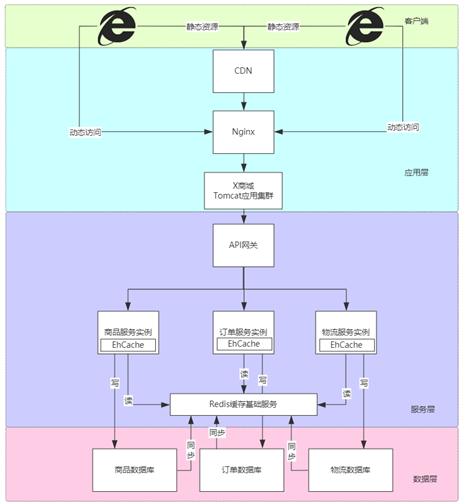 静态资源
静态资源
客户端
CDN
动态访问
Nginx
动态访问
X商城
Tomcat应用集群
应用层
API网关
商品服务实例
EhCache
订单服务实例
EhCache
物流服务实例
EhCache
写
读
读
写
读
写
Redis缓存基础服务
服务层
同步
同步
同步
商品数据库
订单数据库
物流数据库
数据层